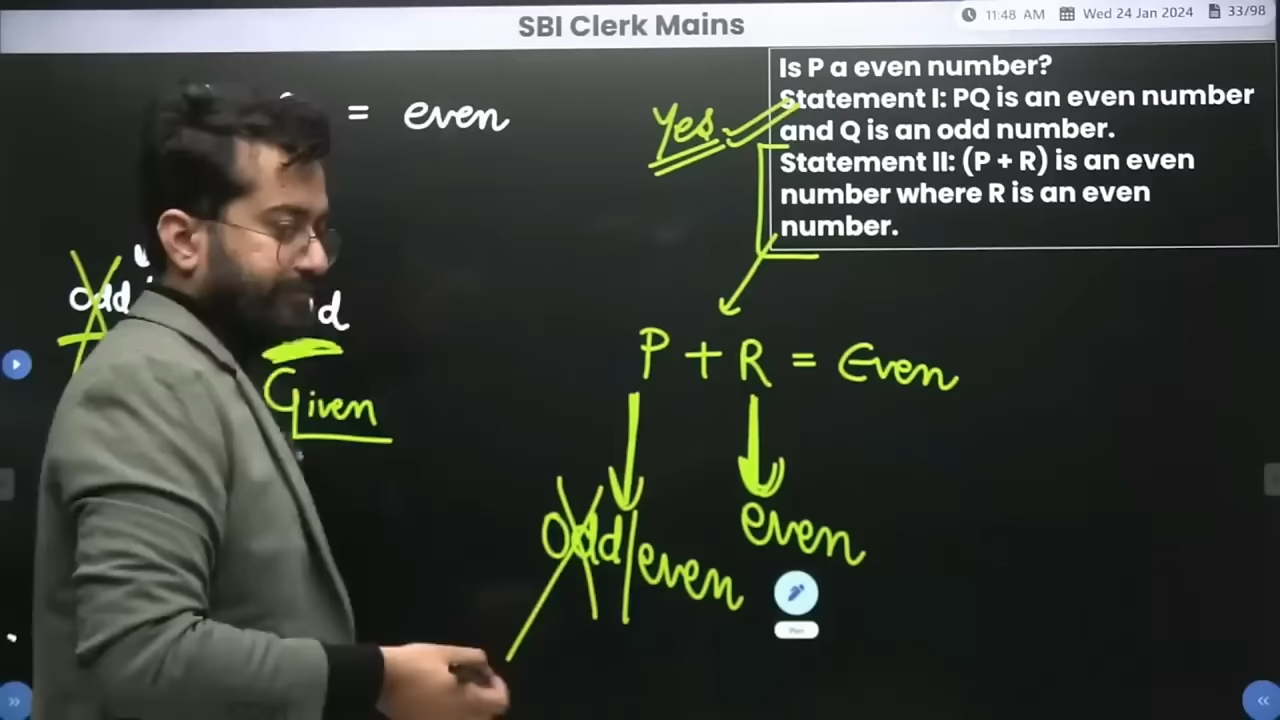 SBI Clerk Mains
11:48 AM Wed 24 Jan 2024 33/98
Is P a even number?
Statement I: PQ is an even number
and Q is an odd number.
Statement II: (P + R) is an even
number where R is an even
number.
Yes
= even
odd
Given
P + R = Even
odd/even
even